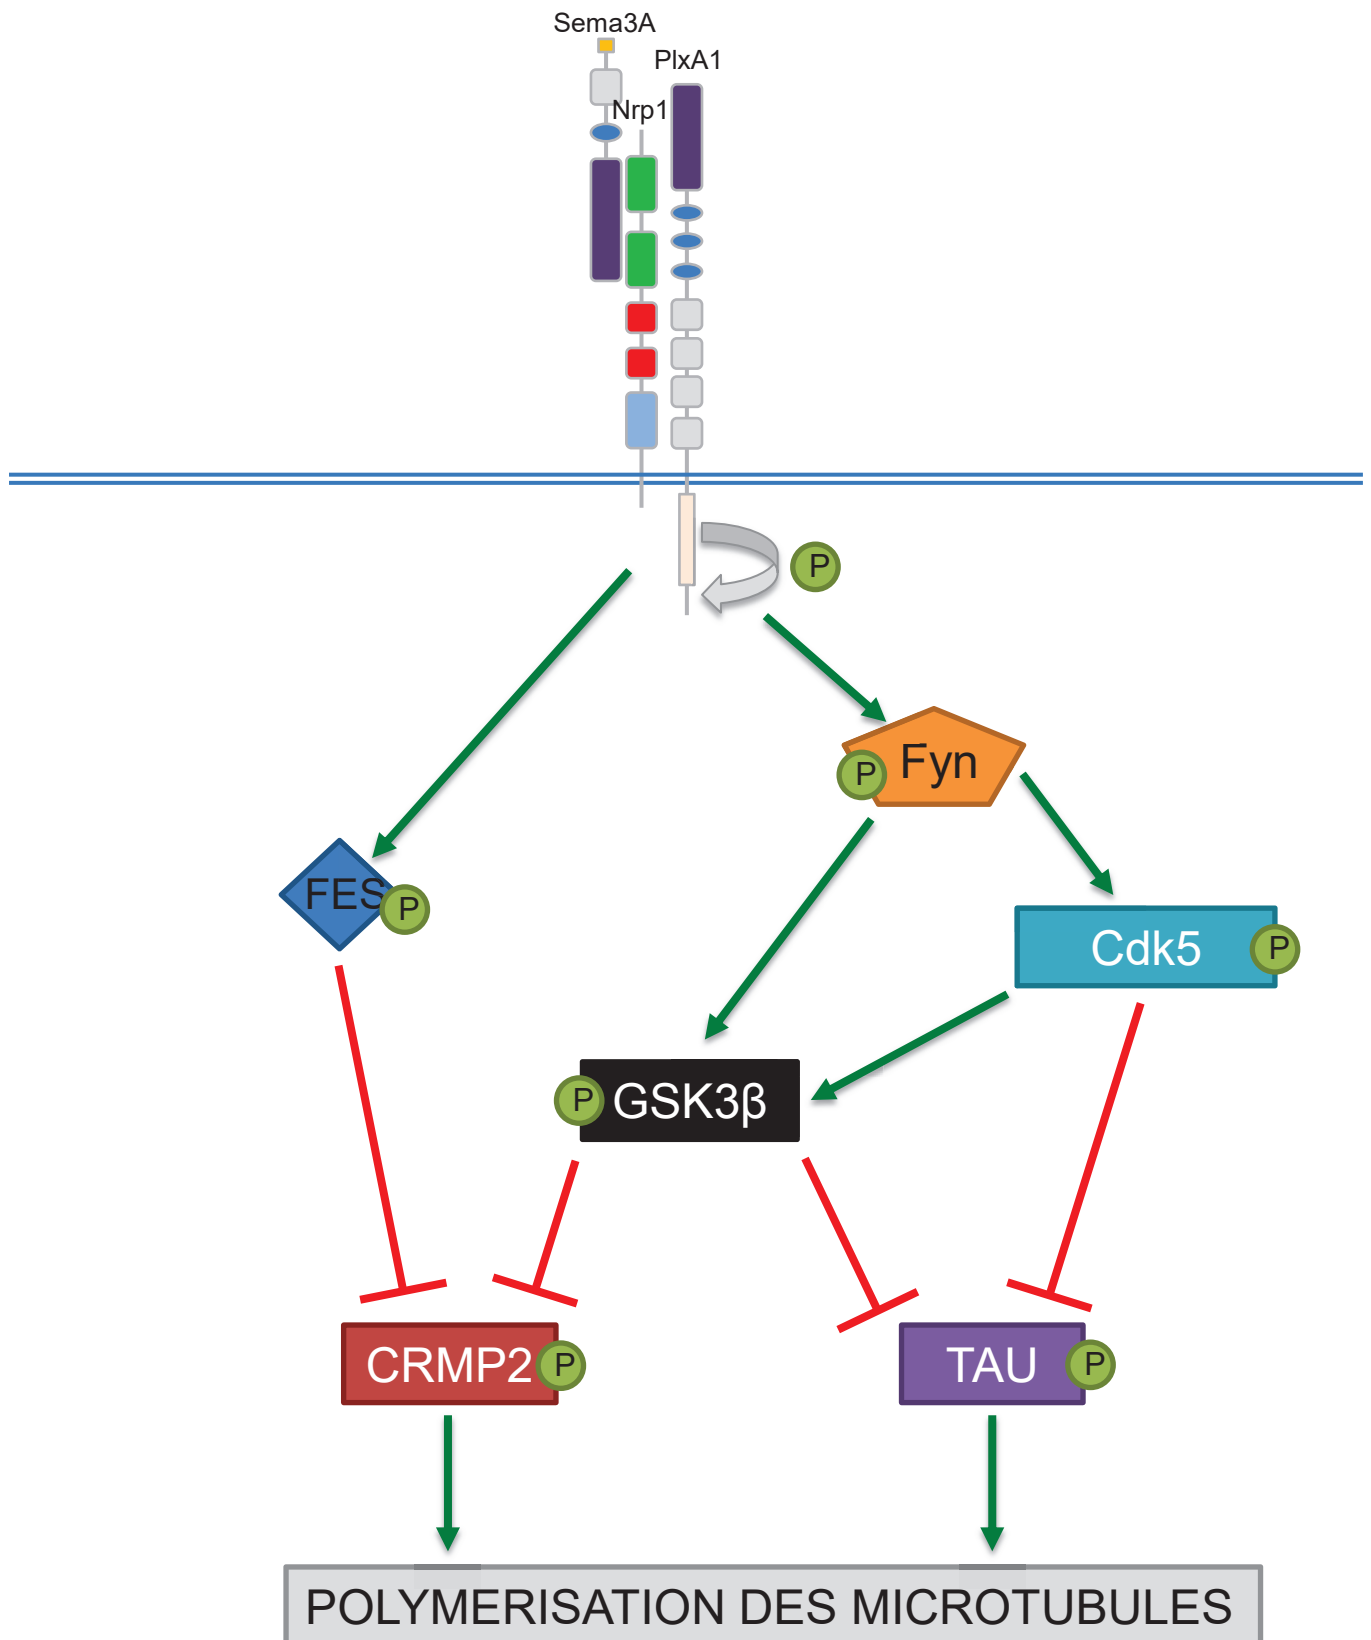 Sema3A
PlxA1
Nrp1
P
Fyn
P
FES
P
Cdk5
P
GSK3β
P
CRMP2
P
TAU
P
POLYMERISATION DES MICROTUBULES